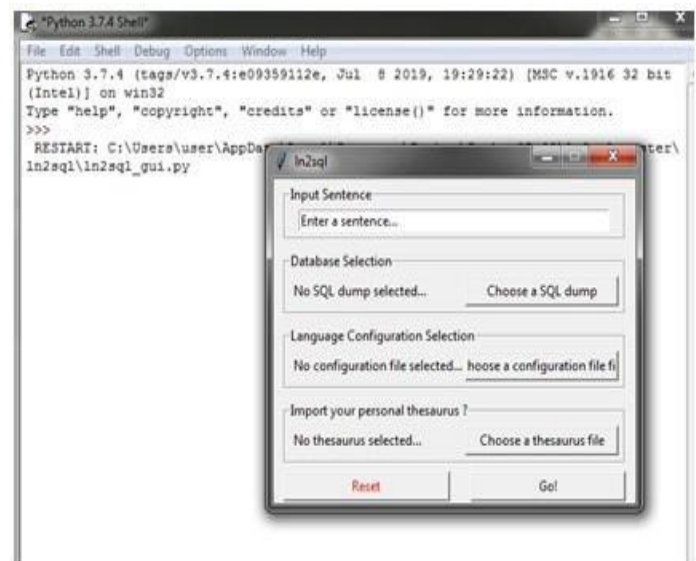 *Python 3.7.4 Shell*
File Edit Shell Debug Options Window Help
Python 3.7.4 (tags/v3.7.4:e09359112e, Jul 8 2019, 19:29:22) [MSC v.1916 32 bit
(Intel)] on win32
Type "help", "copyright", "credits" or "license()" for more information.
>>>
RESTART: C:\Users\user\AppDa ter\
ln2sql\ln2sql_gui.py
ln2sql
Input Sentence
Enter a sentence...
Database Selection
No SQL dump selected... Choose a SQL dump
Language Configuration Selection
No configuration file selected... hoose a configuration file fi
Import your personal thesaurus ?
No thesaurus selected... Choose a thesaurus file
Reset Go!